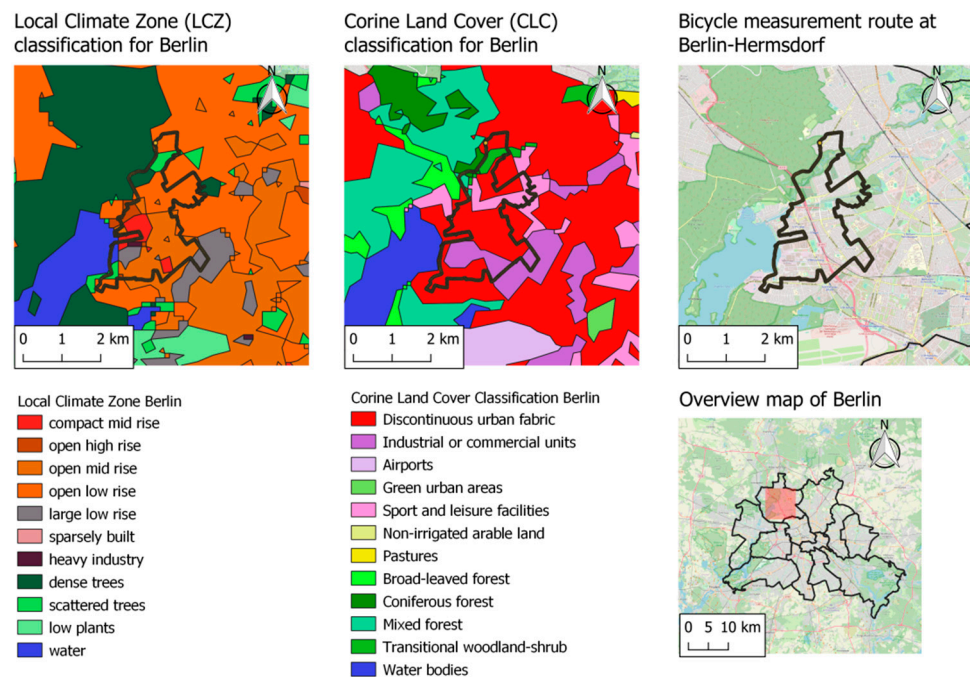 Local Climate Zone (LCZ)
classification for Berlin
Corine Land Cover (CLC)
classification for Berlin
Bicycle measurement route at
Berlin-Hermsdorf
N
N
N
0 1 2 km
0 1 2 km
0 1 2 km
Local Climate Zone Berlin
compact mid rise
open high rise
open mid rise
open low rise
large low rise
sparsely built
heavy industry
dense trees
scattered trees
low plants
water
Corine Land Cover Classification Berlin
Discontinuous urban fabric
Industrial or commercial units
Airports
Green urban areas
Sport and leisure facilities
Non-irrigated arable land
Pastures
Broad-leaved forest
Coniferous forest
Mixed forest
Transitional woodland-shrub
Water bodies
Overview map of Berlin
N
0 5 10 km